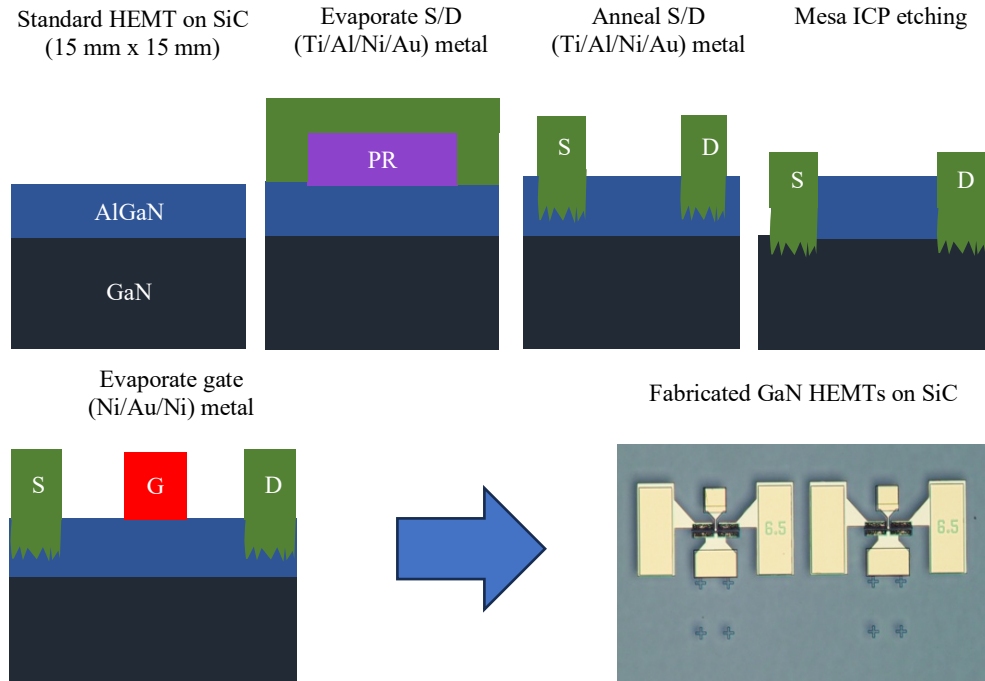 Standard HEMT on SiC
(15 mm x 15 mm)
Evaporate S/D
(Ti/Al/Ni/Au) metal
Anneal S/D
(Ti/Al/Ni/Au) metal
Mesa ICP etching
AlGaN
GaN
PR
S
D
S
D
Evaporate gate
(Ni/Au/Ni) metal
S
G
D
Fabricated GaN HEMTs on SiC
6.5
6.5